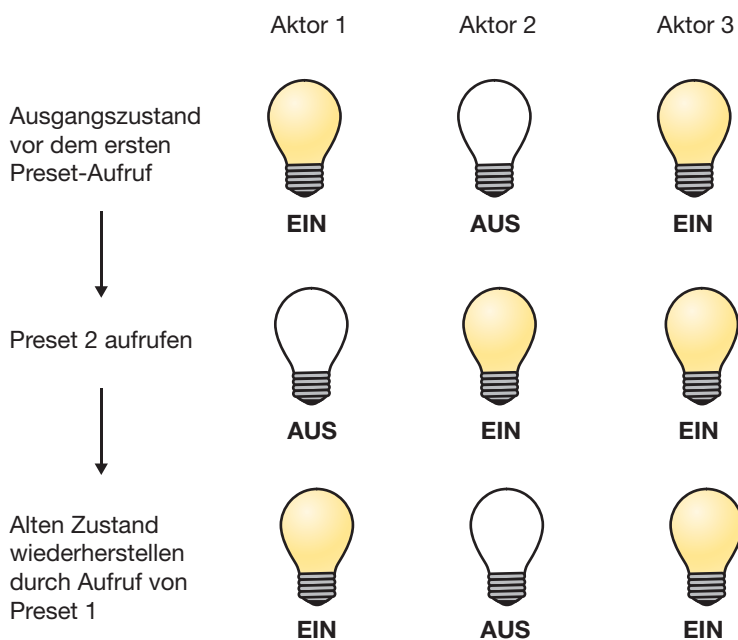 Aktor 1 Aktor 2 Aktor 3
Ausgangszustand
vor dem ersten
Preset-Aufruf
EIN AUS EIN
Preset 2 aufrufen
AUS EIN EIN
Alten Zustand
wiederherstellen
durch Aufruf von
Preset 1
EIN AUS EIN